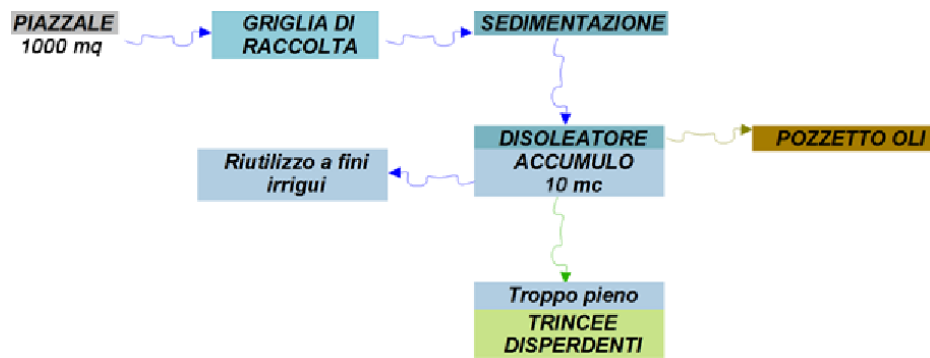 PIAZZALE
1000 mq
GRIGLIA DI
RACCOLTA
SEDIMENTAZIONE
DISOLEATORE
ACCUMULO
10 mc
POZZETTO OLI
Riutilizzo a fini
irrigui
Troppo pieno
TRINCEE
DISPERDENTI